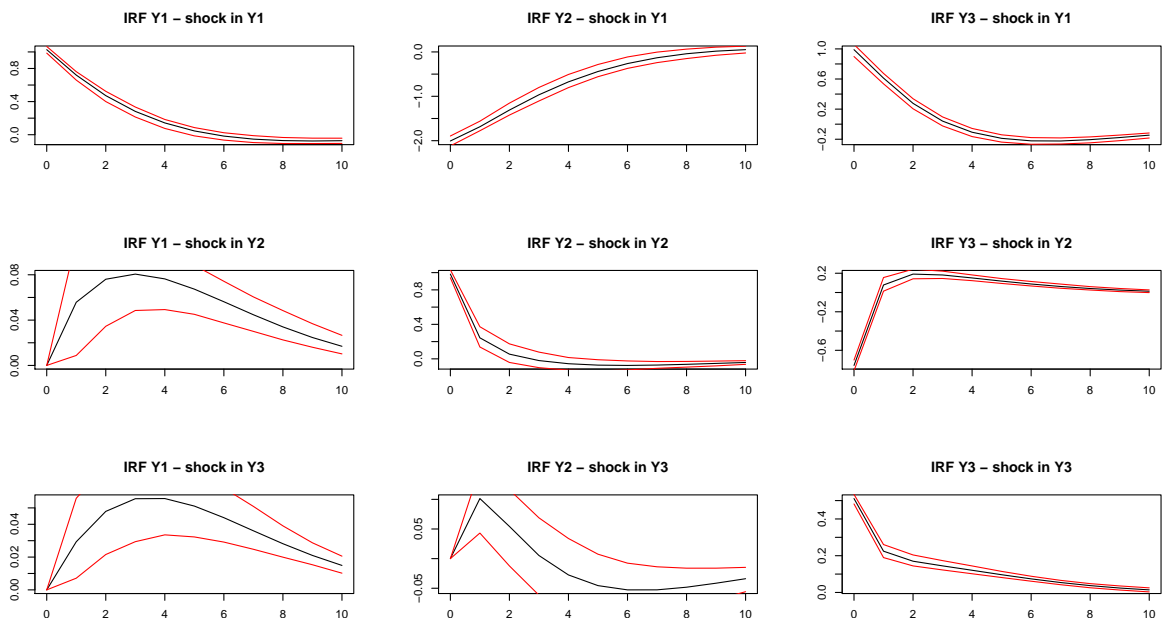 IRF Y1 − shock in Y1
0.0 0.4 0.8
0 2 4 6 8 10
IRF Y2 − shock in Y1
−2.0 −1.0 0.0
0 2 4 6 8 10
IRF Y3 − shock in Y1
−0.2 0.2 0.6 1.0
0 2 4 6 8 10
IRF Y1 − shock in Y2
0.00 0.04 0.08
0 2 4 6 8 10
IRF Y2 − shock in Y2
0.0 0.4 0.8
0 2 4 6 8 10
IRF Y3 − shock in Y2
−0.6 −0.2 0.2
0 2 4 6 8 10
IRF Y1 − shock in Y3
0.00 0.02 0.04
0 2 4 6 8 10
IRF Y2 − shock in Y3
−0.05 0.05
0 2 4 6 8 10
IRF Y3 − shock in Y3
0.0 0.2 0.4
0 2 4 6 8 10